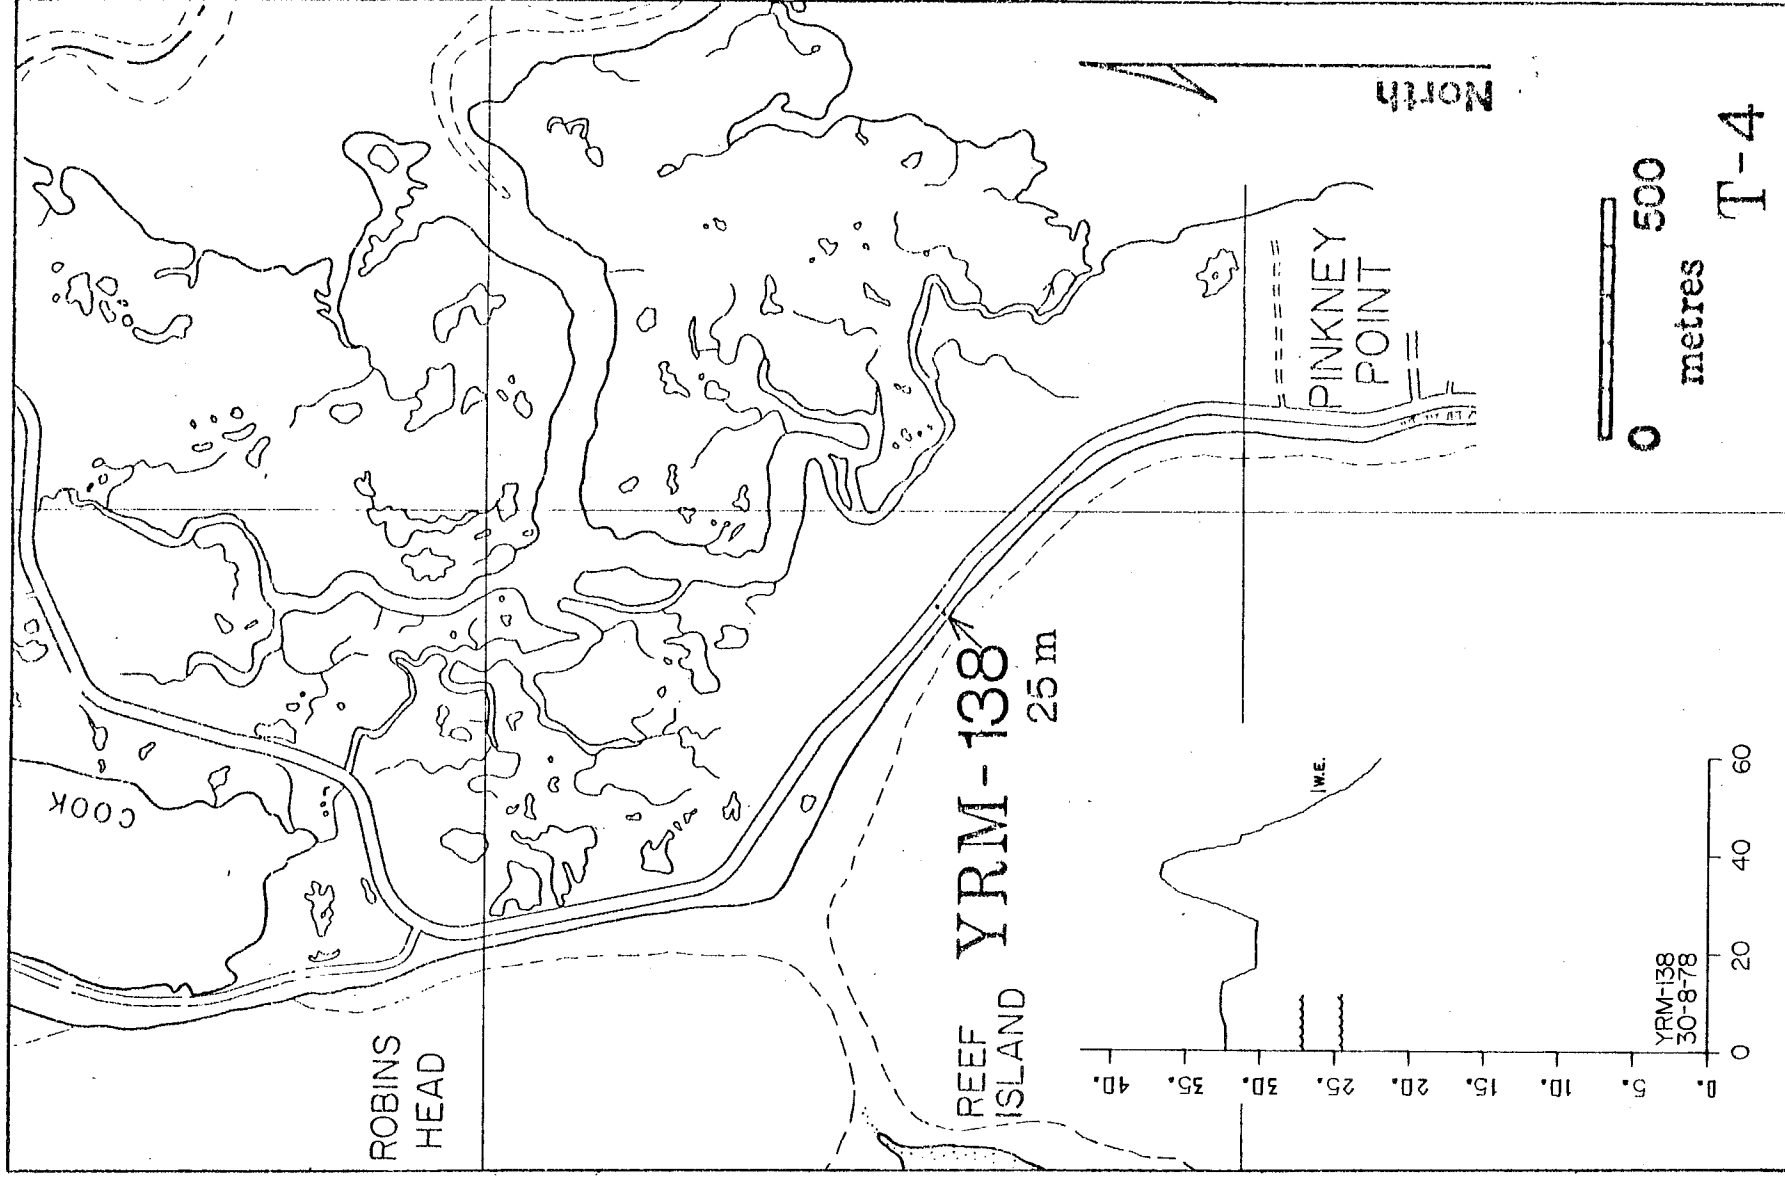 COOK
North
T-4
ROBINS
HEAD
REEF
ISLAND
YRM-138
25 m
PINKNEY
POINT
0 500
metres
YRM-138
30-8-78
W.E.
40.
35.
30.
25.
20.
15.
10.
5.
0.
0 20 40 60